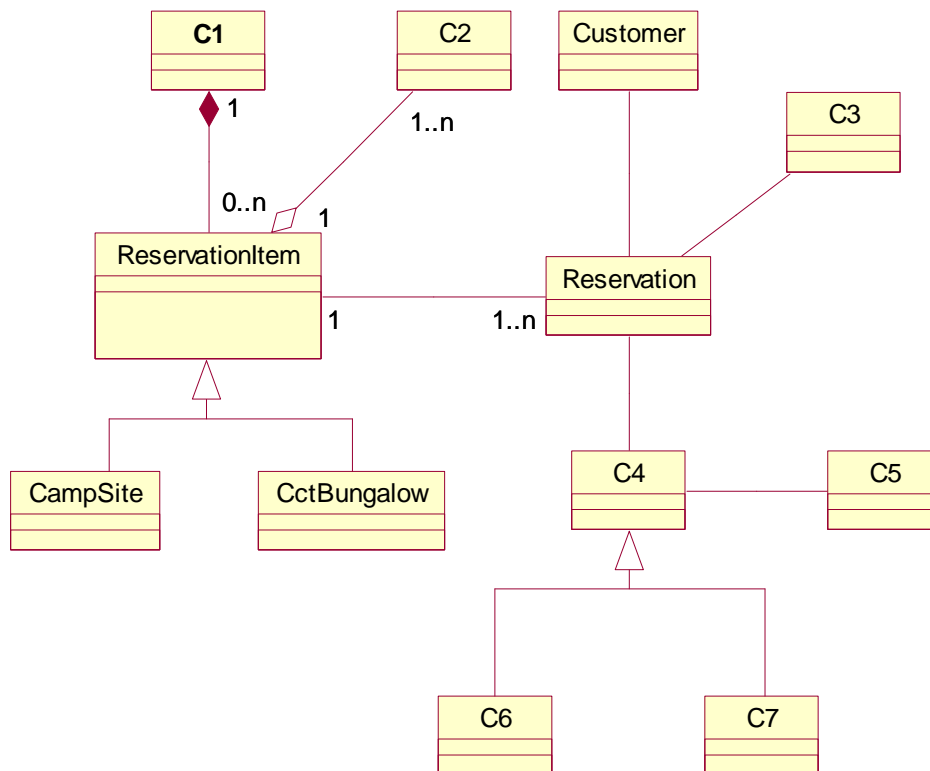 C1
C2
Customer
C3
1
1..n
0..n
1
ReservationItem
Reservation
1
1..n
CampSite
CctBungalow
C4
C5
C6
C7